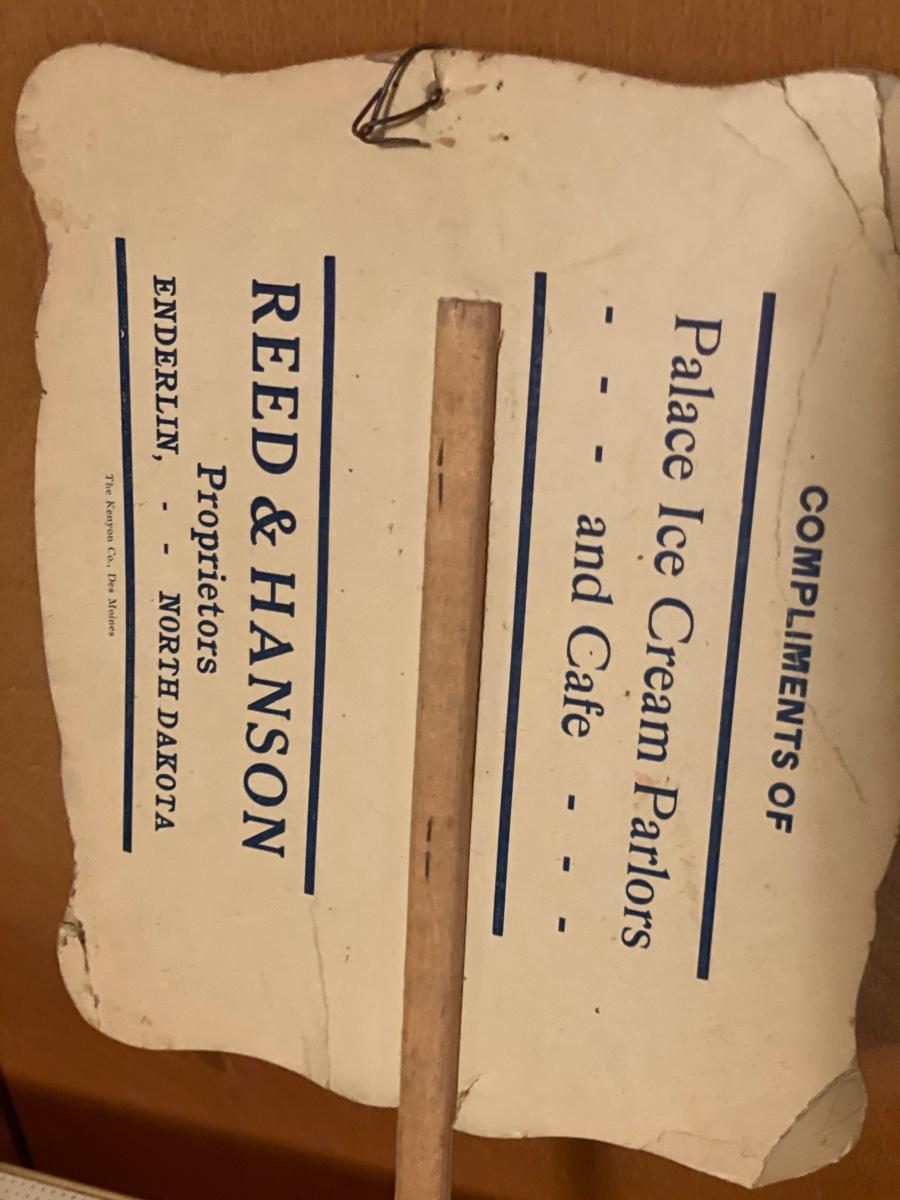 COMPLIMENTS OF
Palace Ice Cream Parlors
- - - and Cafe - - -
REED & HANSON
Proprietors
ENDERLIN, - - NORTH DAKOTA
The Kenyon Co., Des Moines